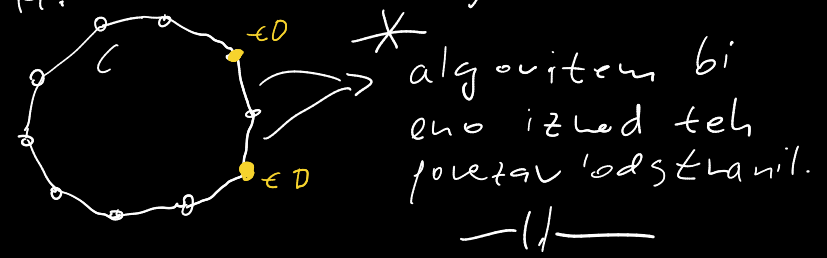 ∈D
C
algoritem bi
eno izmed teh
∈ D
povezav odstranil.